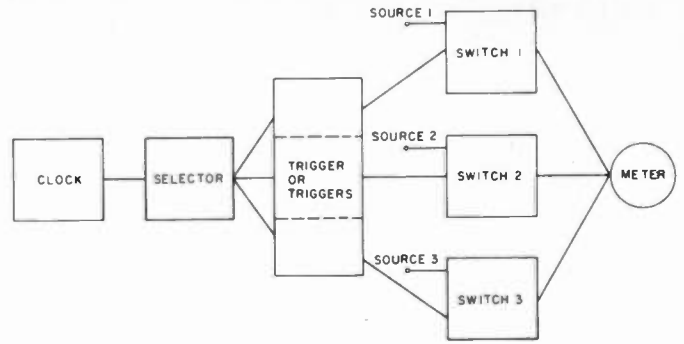 SOURCE 1
SWITCH 1
SOURCE 2
CLOCK
SELECTOR
TRIGGER
OR
TRIGGERS
SWITCH 2
METER
SOURCE 3
SWITCH 3